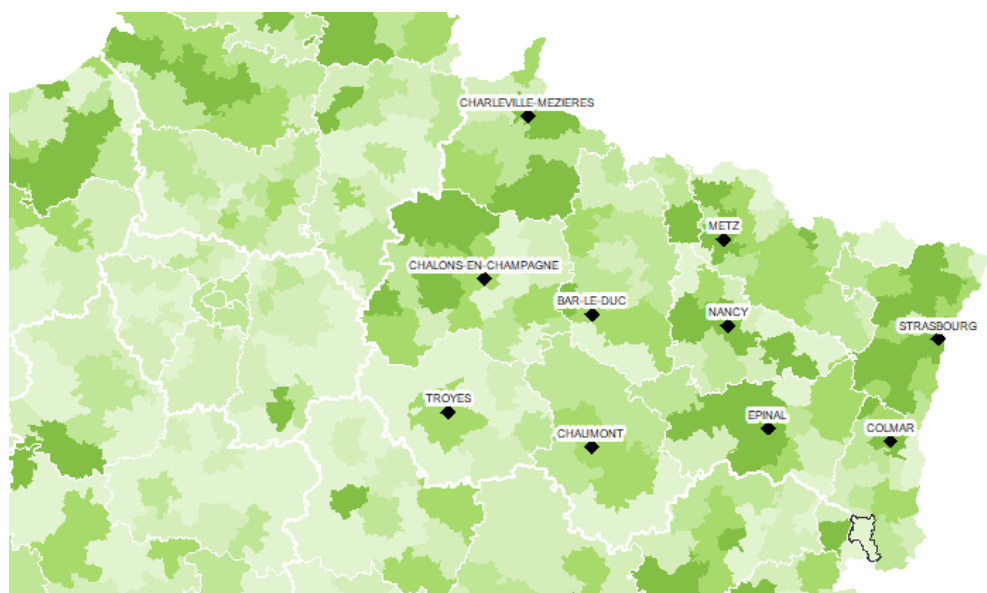 CHARLEVILLE-MEZIERES
METZ
CHALONS-EN-CHAMPAGNE
BAR-LE-DUC
NANCY
STRASBOURG
TROYES
EPINAL
CHAUMONT
COLMAR